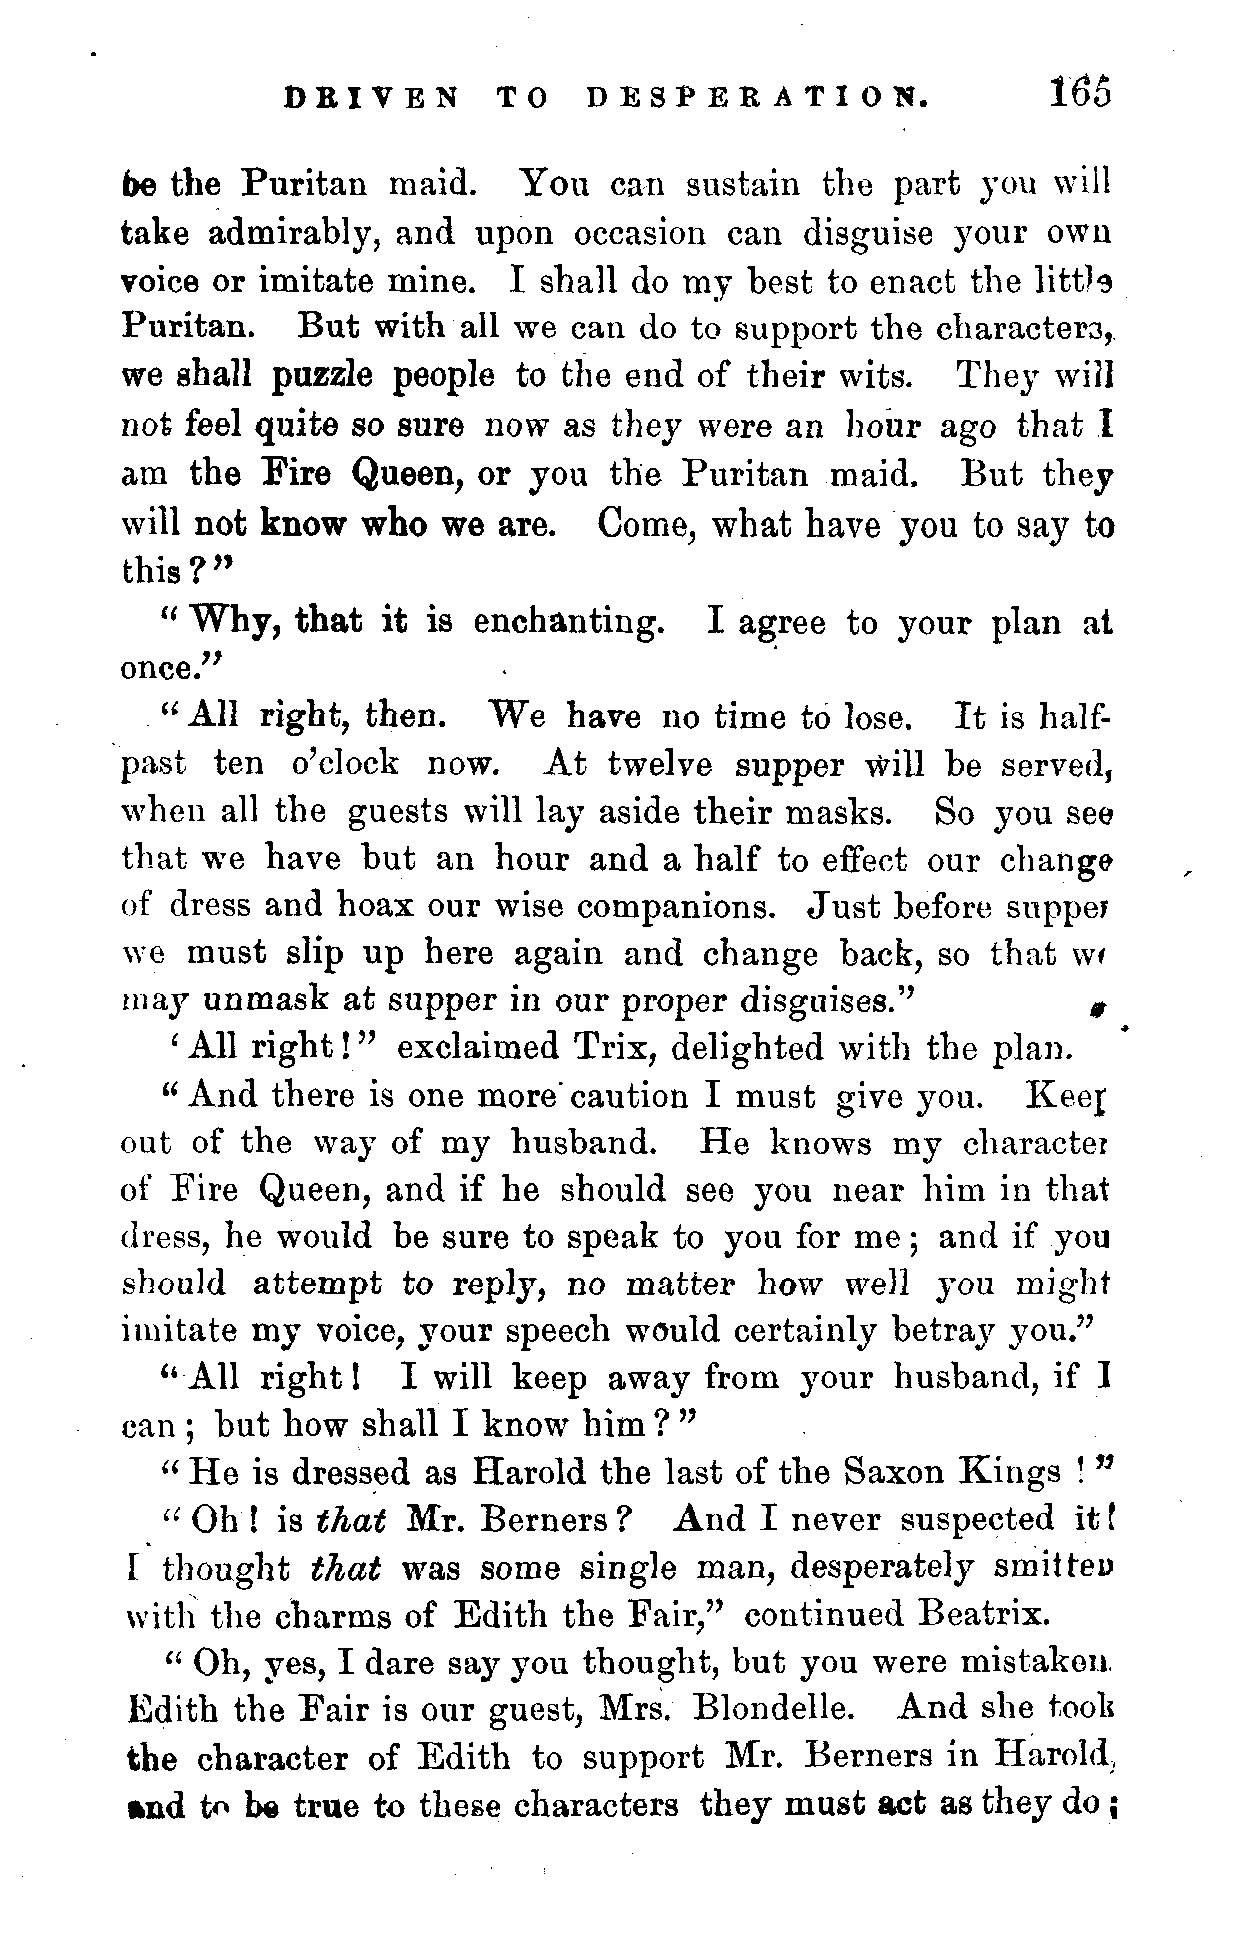 DRIVEN TO DESPERATION. 165
be the Puritan maid. You can sustain the part you will
take admirably, and upon occasion can disguise your own
voice or imitate mine. I shall do my best to enact the little
Puritan. But with all we can do to support the characters,
we shall puzzle people to the end of their wits. They will
not feel quite so sure now as they were an hour ago that I
am the Fire Queen, or you the Puritan maid. But they
will not know who we are. Come, what have you to say to
this?"
"Why, that it is enchanting. I agree to your plan at
once."
"All right, then. We have no time to lose. It is half-
past ten o'clock now. At twelve supper will be served,
when all the guests will lay aside their masks. So you see
that we have but an hour and a half to effect our change
of dress and hoax our wise companions. Just before supper
we must slip up here again and change back, so that we
may unmask at supper in our proper disguises."
'All right!" exclaimed Trix, delighted with the plan.
"And there is one more caution I must give you. Keep
out of the way of my husband. He knows my character
of Fire Queen, and if he should see you near him in that
dress, he would be sure to speak to you for me; and if you
should attempt to reply, no matter how well you might
imitate my voice, your speech would certainly betray you."
"All right! I will keep away from your husband, if I
can; but how shall I know him?"
"He is dressed as Harold the last of the Saxon Kings!"
"Oh! is that Mr. Berners? And I never suspected it!
I thought that was some single man, desperately smitten
with the charms of Edith the Fair," continued Beatrix.
"Oh, yes, I dare say you thought, but you were mistaken.
Edith the Fair is our guest, Mrs. Blondelle. And she took
the character of Edith to support Mr. Berners in Harold,
and to be true to these characters they must act as they do;